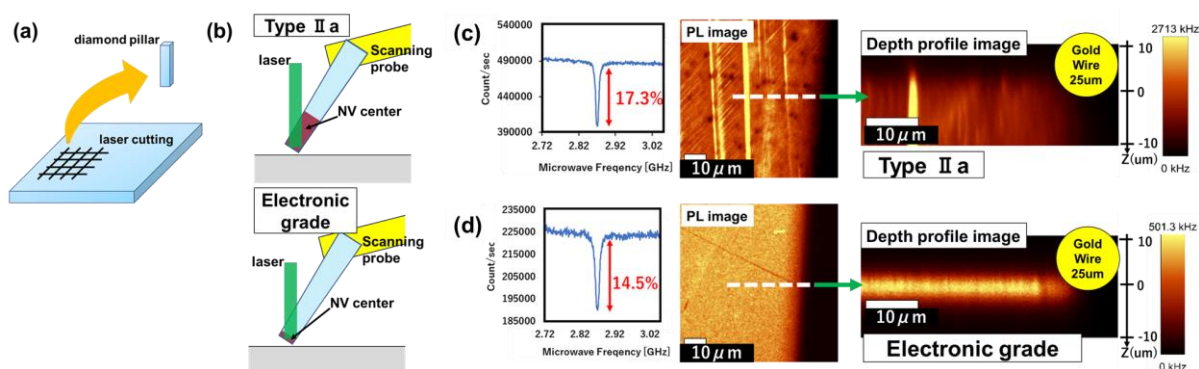 (a)
diamond pillar
laser cutting
(b)
Type Ⅱa
laser
Scanning
probe
NV center
Electronic
grade
laser
Scanning
probe
NV center
(c)
Count/sec
540000
490000
440000
390000
17.3%
2.72
2.82
2.92
3.02
Microwave Freqency [GHz]
PL image
10μm
Depth profile image
Gold
Wire
25um
10μm
Type Ⅱa
10
0
-10
Z(um)
2713 kHz
0 kHz
(d)
Count/sec
235000
225000
215000
205000
195000
185000
14.5%
2.72
2.82
2.92
3.02
Microwave Freqency [GHz]
PL image
10μm
Depth profile image
Gold
Wire
25um
10μm
Electronic grade
10
0
-10
Z(um)
501.3 kHz
0 kHz